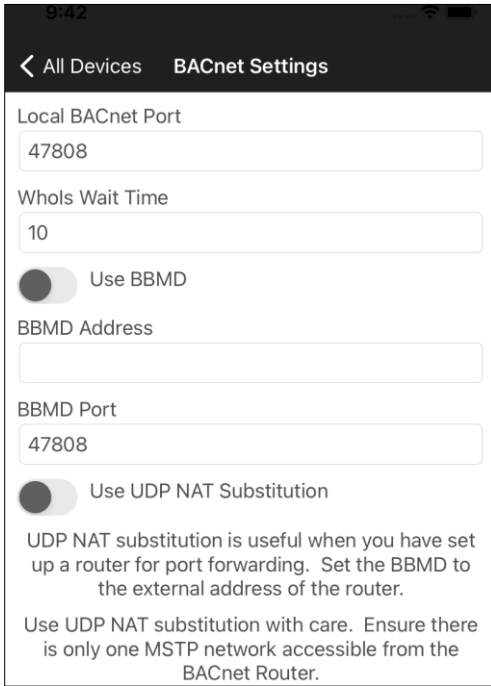 9:42
All Devices BACnet Settings
Local BACnet Port
47808
WhoIs Wait Time
10
Use BBMD
BBMD Address
BBMD Port
47808
Use UDP NAT Substitution
UDP NAT substitution is useful when you have set
up a router for port forwarding.  Set the BBMD to
the external address of the router.
Use UDP NAT substitution with care.  Ensure there
is only one MSTP network accessible from the
BACnet Router.